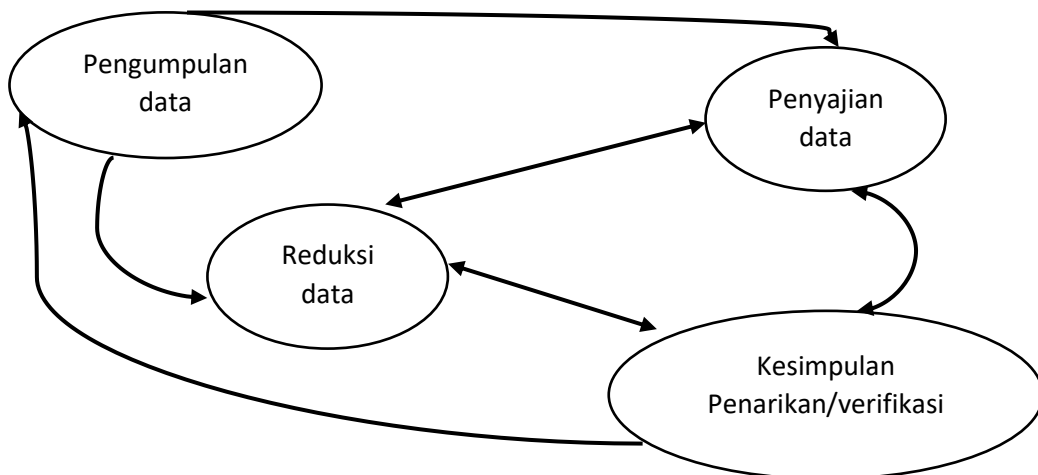 Pengumpulan
data
Penyajian
data
Reduksi
data
Kesimpulan
Penarikan/verifikasi